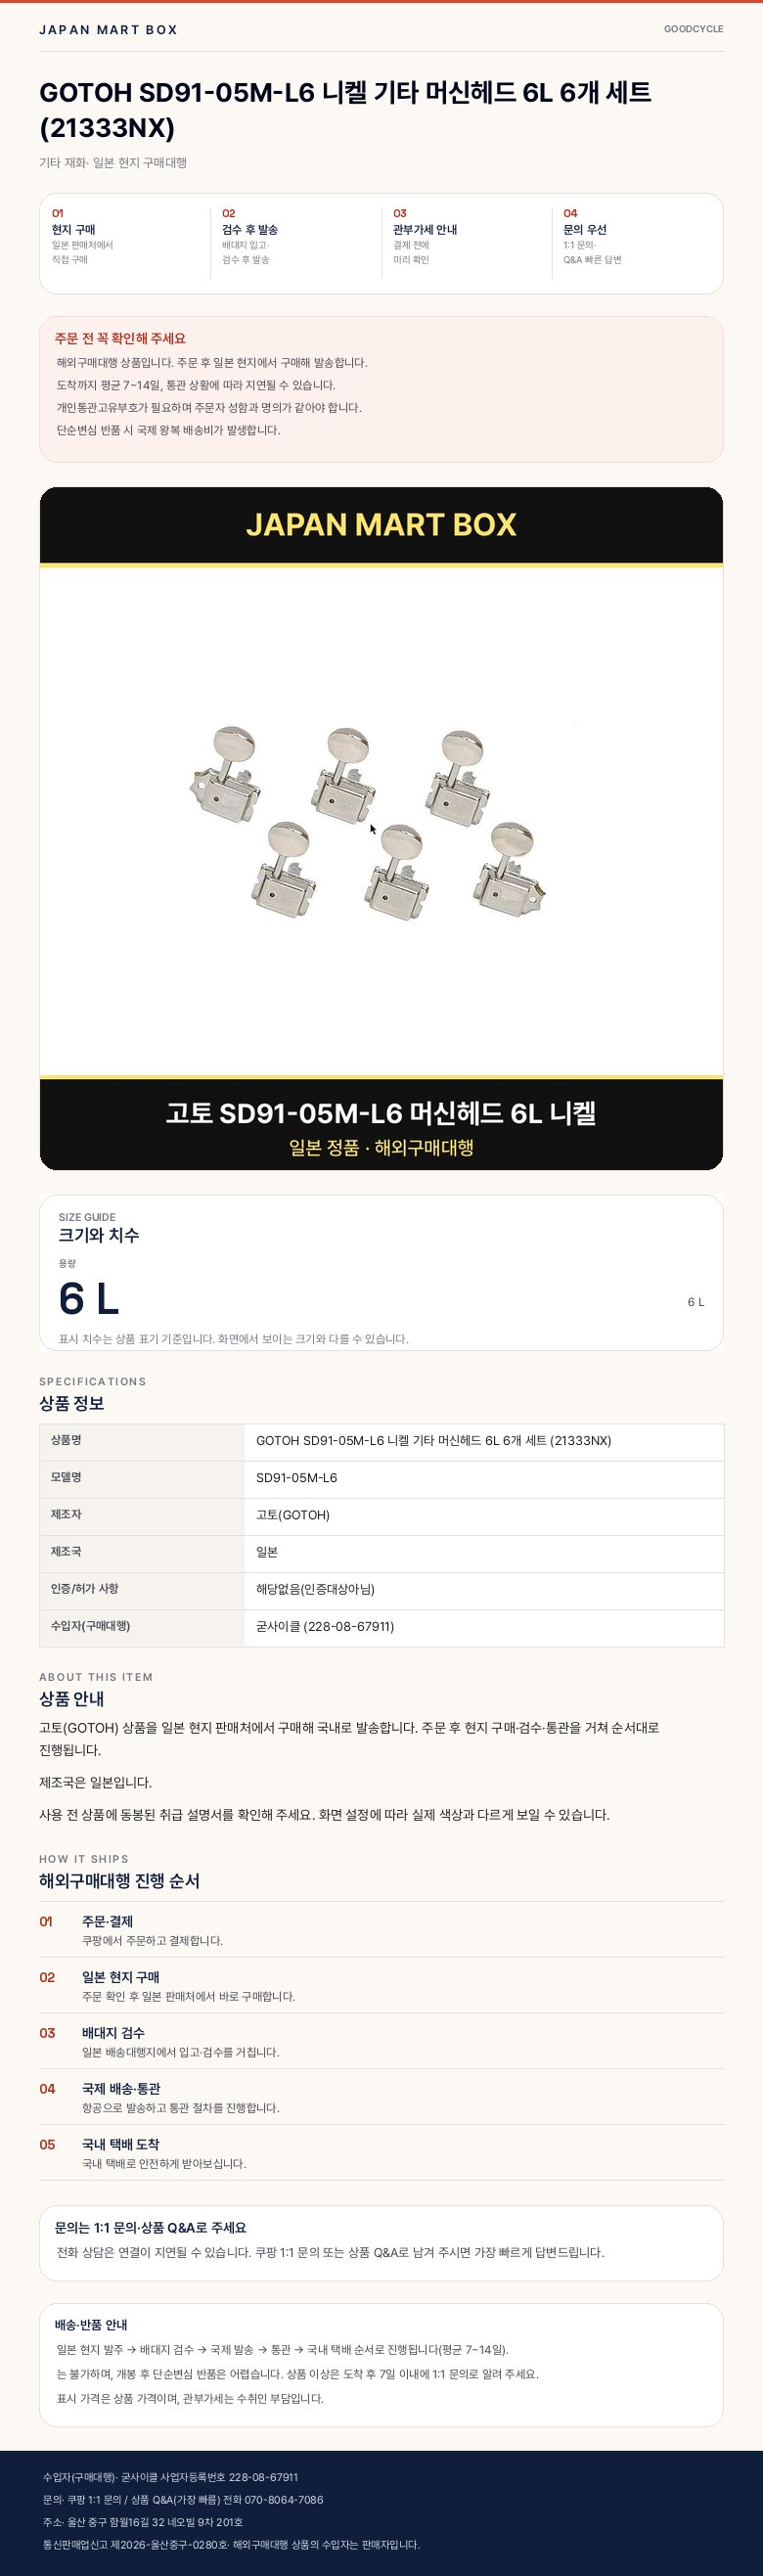 JAPAN MART BOX
GOODCYCLE
GOTOH SD91-05M-L6 니켈 기타 머신헤드 6L 6개 세트
(21333NX)
기타 재화· 일본 현지 구매대행
01
현지 구매
일본 판매처에서
직접 구매
02
검수 후 발송
배대지 입고·
검수 후 발송
03
관부가세 안내
결제 전에
미리 확인
04
문의 우선
1:1 문의·
Q&A 빠른 답변
주문 전 꼭 확인해 주세요
해외구매대행 상품입니다. 주문 후 일본 현지에서 구매해 발송합니다.
도착까지 평균 7~14일, 통관 상황에 따라 지연될 수 있습니다.
개인통관고유부호가 필요하며 주문자 성함과 명의가 같아야 합니다.
단순변심 반품 시 국제 왕복 배송비가 발생합니다.
JAPAN MART BOX
고토 SD91-05M-L6 머신헤드 6L 니켈
일본 정품 · 해외구매대행
SIZE GUIDE
크기와 치수
용량
6 L
6 L
표시 치수는 상품 표기 기준입니다. 화면에서 보이는 크기와 다를 수 있습니다.
SPECIFICATIONS
상품 정보
상품명 GOTOH SD91-05M-L6 니켈 기타 머신헤드 6L 6개 세트 (21333NX)
모델명 SD91-05M-L6
제조자 고토(GOTOH)
제조국 일본
인증/허가 사항 해당없음(인증대상아님)
수입자(구매대행) 굳사이클 (228-08-67911)
ABOUT THIS ITEM
상품 안내
고토(GOTOH) 상품을 일본 현지 판매처에서 구매해 국내로 발송합니다. 주문 후 현지 구매·검수·통관을 거쳐 순서대로
진행됩니다.
제조국은 일본입니다.
사용 전 상품에 동봉된 취급 설명서를 확인해 주세요. 화면 설정에 따라 실제 색상과 다르게 보일 수 있습니다.
HOW IT SHIPS
해외구매대행 진행 순서
01 주문·결제
쿠팡에서 주문하고 결제합니다.
02 일본 현지 구매
주문 확인 후 일본 판매처에서 바로 구매합니다.
03 배대지 검수
일본 배송대행지에서 입고·검수를 거칩니다.
04 국제 배송·통관
항공으로 발송하고 통관 절차를 진행합니다.
05 국내 택배 도착
국내 택배로 안전하게 받아보십니다.
문의는 1:1 문의·상품 Q&A로 주세요
전화 상담은 연결이 지연될 수 있습니다. 쿠팡 1:1 문의 또는 상품 Q&A로 남겨 주시면 가장 빠르게 답변드립니다.
배송·반품 안내
일본 현지 발주 → 배대지 검수 → 국제 발송 → 통관 → 국내 택배 순서로 진행됩니다(평균 7~14일).
는 불가하며, 개봉 후 단순변심 반품은 어렵습니다. 상품 이상은 도착 후 7일 이내에 1:1 문의로 알려 주세요.
표시 가격은 상품 가격이며, 관부가세는 수취인 부담입니다.
수입자(구매대행)· 굳사이클 사업자등록번호 228-08-67911
문의· 쿠팡 1:1 문의 / 상품 Q&A(가장 빠름) 전화 070-8064-7086
주소· 울산 중구 함월16길 32 네오빌 9차 201호
통신판매업신고 제2026-울산중구-0280호· 해외구매대행 상품의 수입자는 판매자입니다.